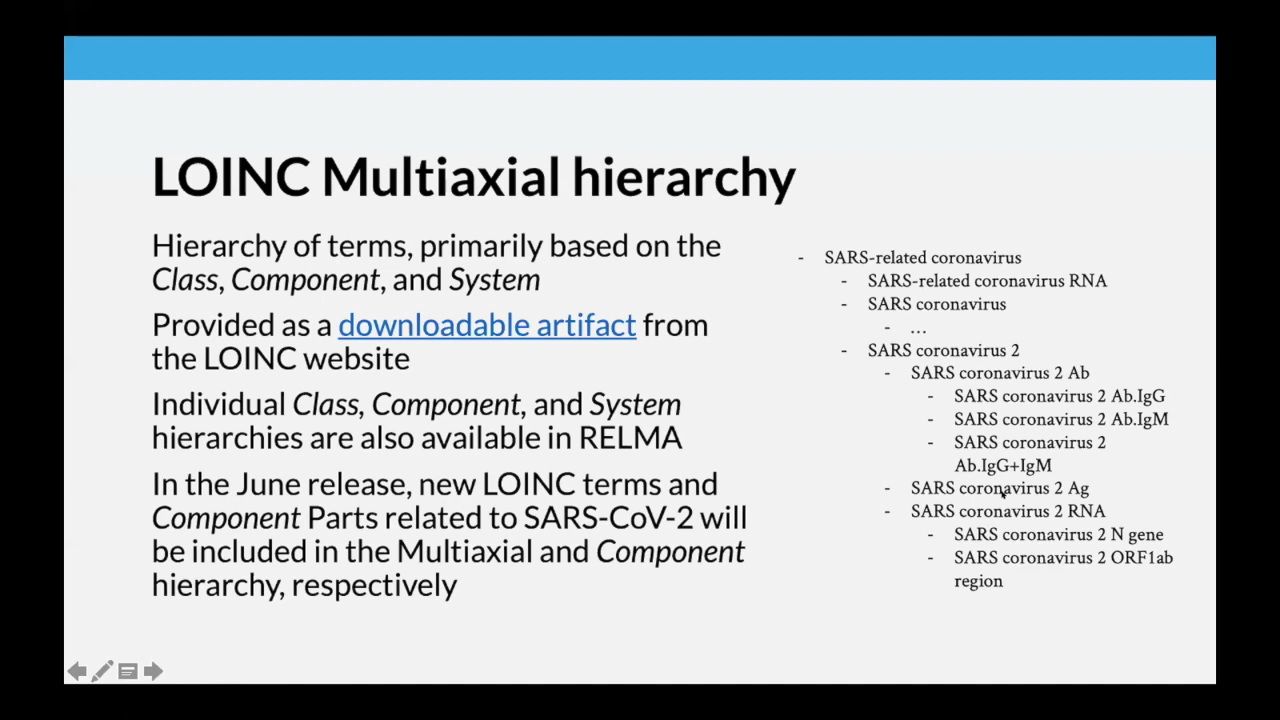 LOINC Multiaxial hierarchy
Hierarchy of terms, primarily based on the
Class, Component, and System
Provided as a downloadable artifact from
the LOINC website
Individual Class, Component, and System
hierarchies are also available in RELMA
In the June release, new LOINC terms and
Component Parts related to SARS-CoV-2 will
be included in the Multiaxial and Component
hierarchy, respectively
- SARS-related coronavirus
- SARS-related coronavirus RNA
- SARS coronavirus
- ...
- SARS coronavirus 2
- SARS coronavirus 2 Ab
- SARS coronavirus 2 Ab.IgG
- SARS coronavirus 2 Ab.IgM
- SARS coronavirus 2
Ab.IgG+IgM
- SARS coronavirus 2 Ag
- SARS coronavirus 2 RNA
- SARS coronavirus 2 N gene
- SARS coronavirus 2 ORF1ab
region